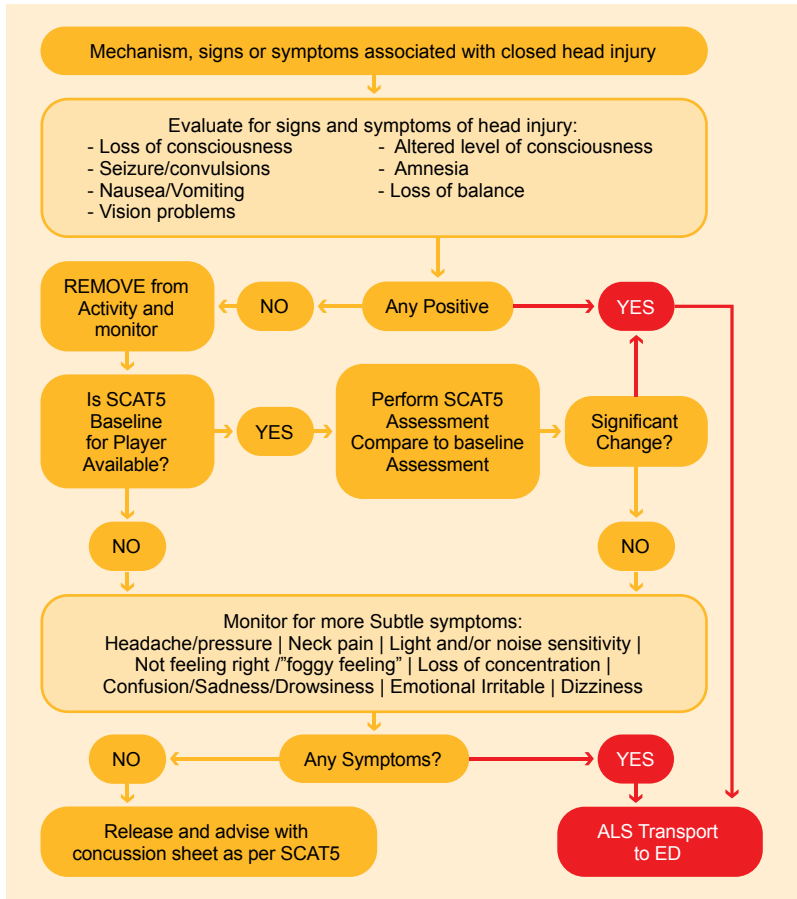 Mechanism, signs or symptoms associated with closed head injury
Evaluate for signs and symptoms of head injury:
- Loss of consciousness
- Seizure/convulsions
- Nausea/Vomiting
- Vision problems
- Altered level of consciousness
- Amnesia
- Loss of balance
REMOVE from
Activity and
monitor
NO
Any Positive
YES
Is SCAT5
Baseline
for Player
Available?
YES
Perform SCAT5
Assessment
Compare to baseline
Assessment
Significant
Change?
NO
NO
Monitor for more Subtle symptoms:
Headache/pressure | Neck pain | Light and/or noise sensitivity |
Not feeling right /”foggy feeling” | Loss of concentration |
Confusion/Sadness/Drowsiness | Emotional Irritable | Dizziness
NO
Any Symptoms?
YES
Release and advise with
concussion sheet as per SCAT5
ALS Transport
to ED